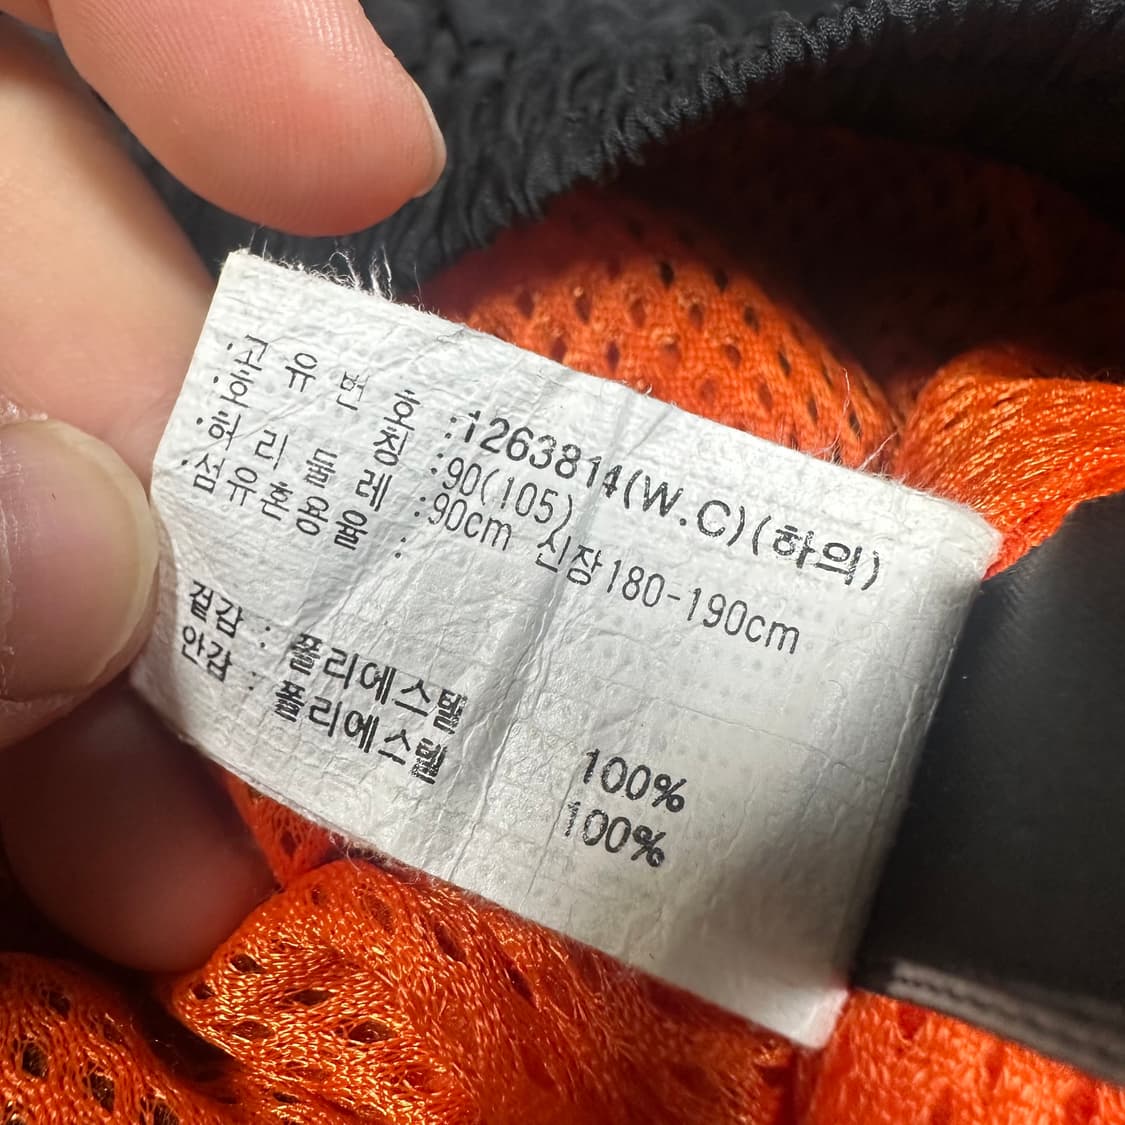 ·고유번호 :1263814(W.C)(하의)
·호칭 :90(105)
·허리둘레 :90cm 신장180-190cm
·섬유혼용율 :
겉감 : 폴리에스텔 100%
안감 : 폴리에스텔 100%